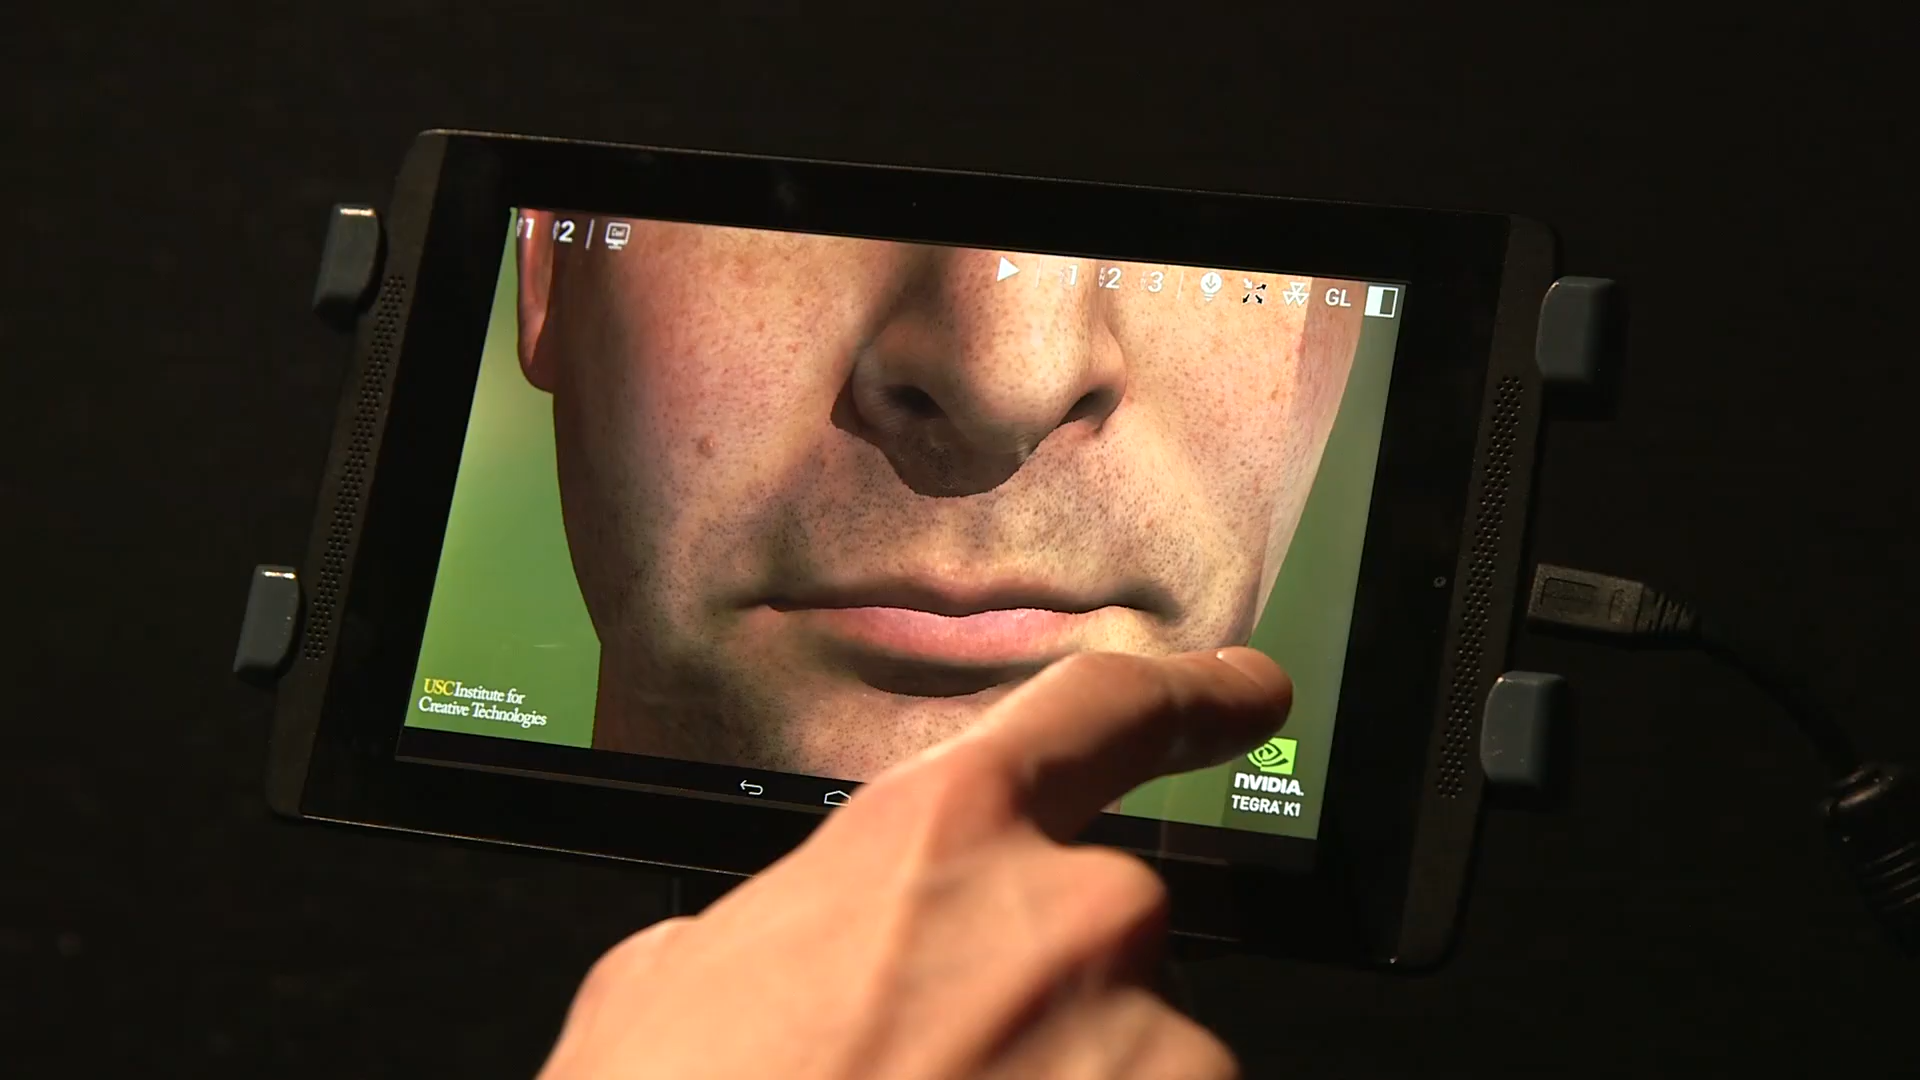 1 2
1 2 3 GL
USC Institute for
Creative Technologies
NVIDIA.
TEGRA K1